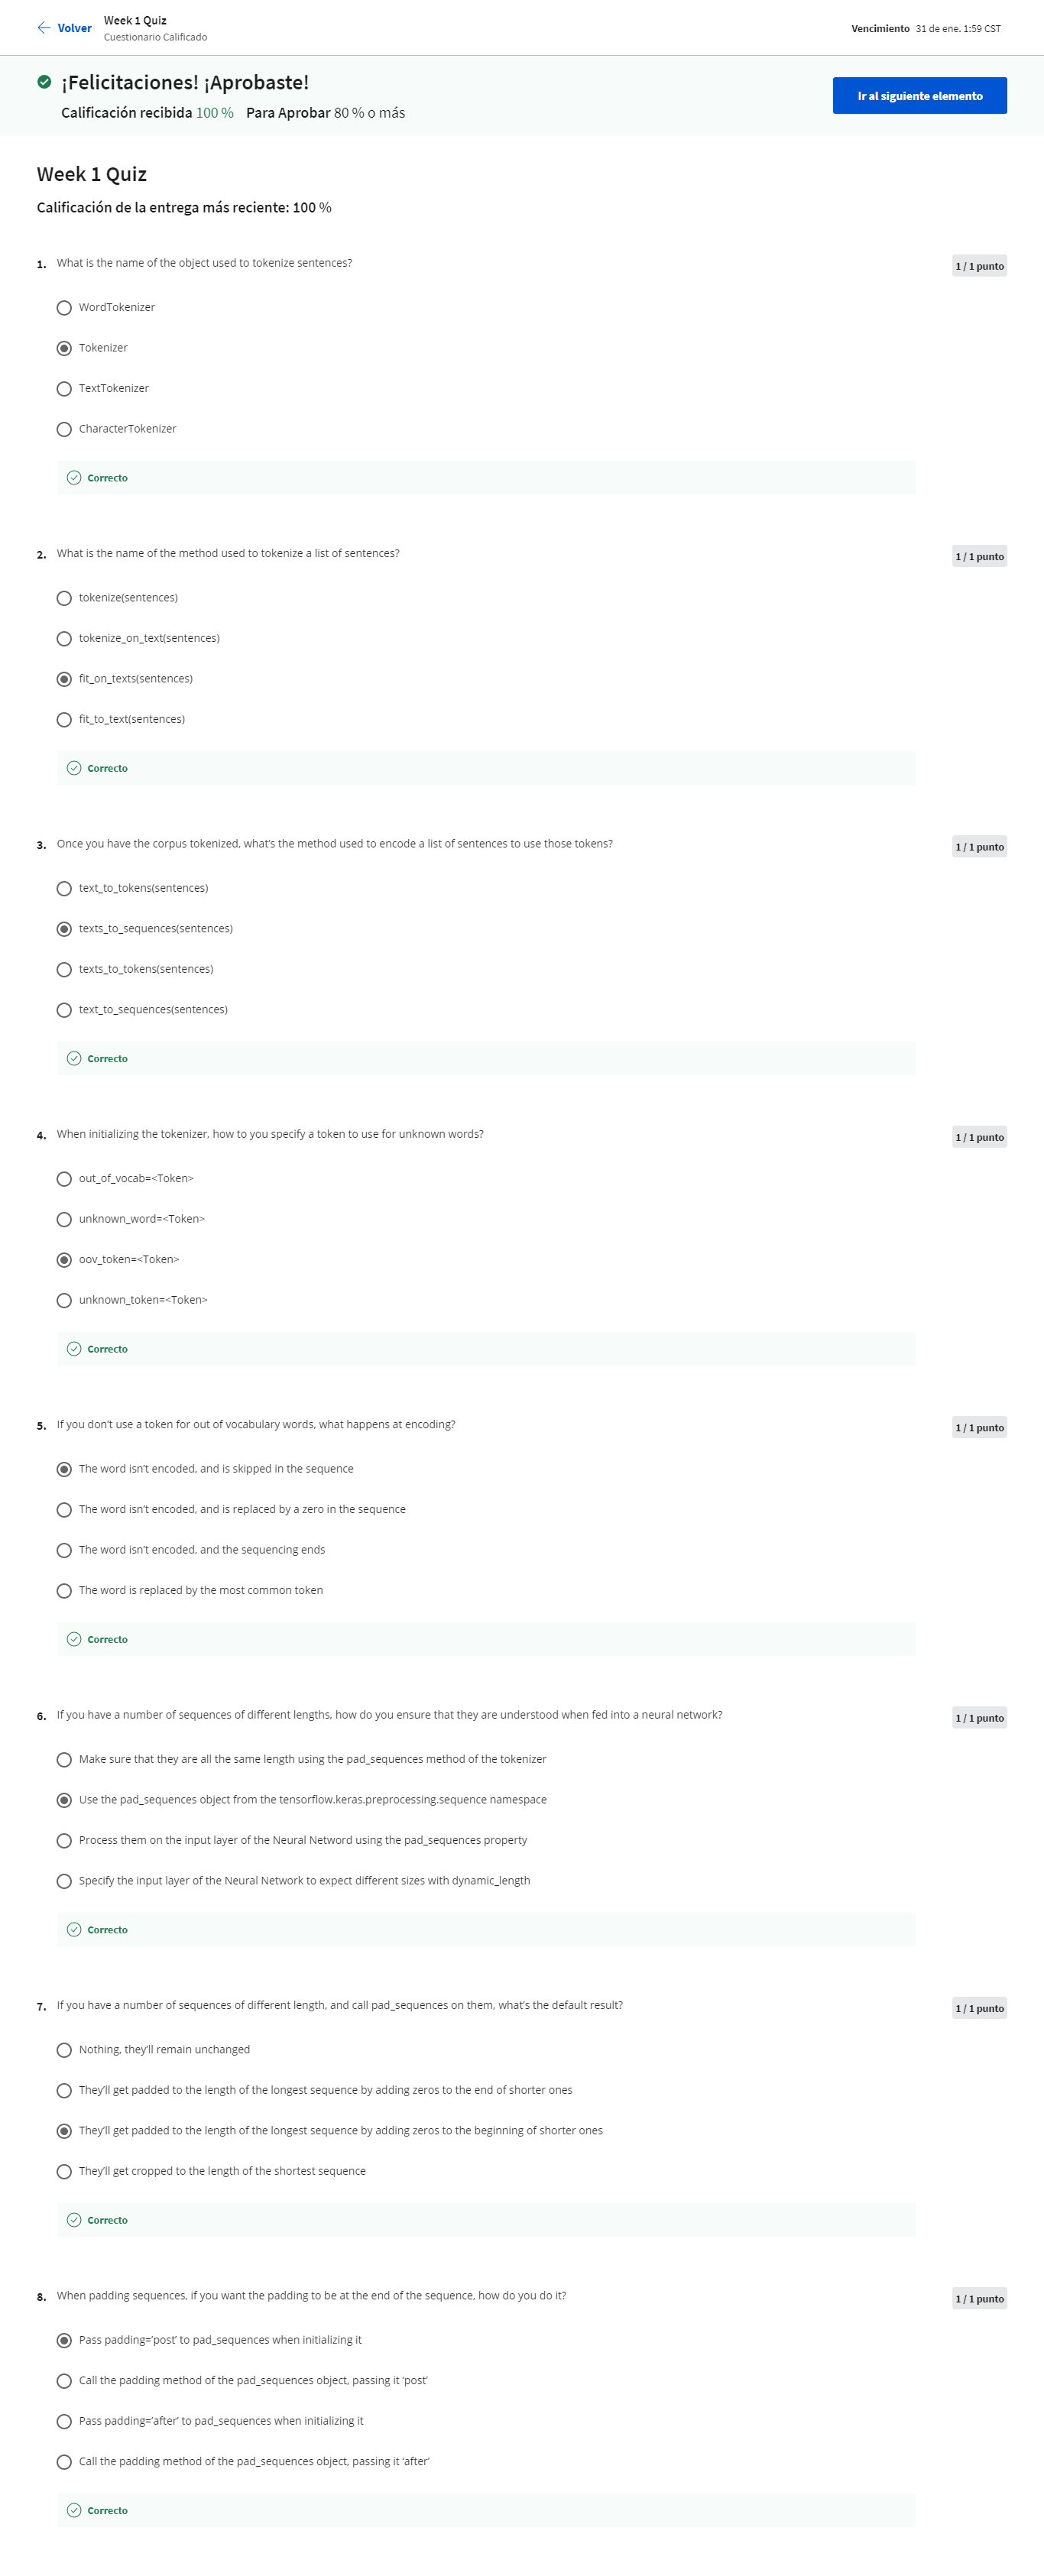 Volver
Week 1 Quiz
Cuestionario Calificado
Vencimiento 31 de ene. 1:59 CST
¡Felicitaciones! ¡Aprobaste!
Calificación recibida 100 % Para Aprobar 80 % o más
Ir al siguiente elemento
Week 1 Quiz
Calificación de la entrega más reciente: 100 %
1. What is the name of the object used to tokenize sentences?
1 / 1 punto
WordTokenizer
Tokenizer
TextTokenizer
CharacterTokenizer
Correcto
2. What is the name of the method used to tokenize a list of sentences?
1 / 1 punto
tokenize(sentences)
tokenize_on_text(sentences)
fit_on_texts(sentences)
fit_to_text(sentences)
Correcto
3. Once you have the corpus tokenized, what’s the method used to encode a list of sentences to use those tokens?
1 / 1 punto
text_to_tokens(sentences)
texts_to_sequences(sentences)
texts_to_tokens(sentences)
text_to_sequences(sentences)
Correcto
4. When initializing the tokenizer, how to you specify a token to use for unknown words?
1 / 1 punto
out_of_vocab=<Token>
unknown_word=<Token>
oov_token=<Token>
unknown_token=<Token>
Correcto
5. If you don’t use a token for out of vocabulary words, what happens at encoding?
1 / 1 punto
The word isn’t encoded, and is skipped in the sequence
The word isn’t encoded, and is replaced by a zero in the sequence
The word isn’t encoded, and the sequencing ends
The word is replaced by the most common token
Correcto
6. If you have a number of sequences of different lengths, how do you ensure that they are understood when fed into a neural network?
1 / 1 punto
Make sure that they are all the same length using the pad_sequences method of the tokenizer
Use the pad_sequences object from the tensorflow.keras.preprocessing.sequence namespace
Process them on the input layer of the Neural Netword using the pad_sequences property
Specify the input layer of the Neural Network to expect different sizes with dynamic_length
Correcto
7. If you have a number of sequences of different length, and call pad_sequences on them, what’s the default result?
1 / 1 punto
Nothing, they’ll remain unchanged
They’ll get padded to the length of the longest sequence by adding zeros to the end of shorter ones
They’ll get padded to the length of the longest sequence by adding zeros to the beginning of shorter ones
They’ll get cropped to the length of the shortest sequence
Correcto
8. When padding sequences, if you want the padding to be at the end of the sequence, how do you do it?
1 / 1 punto
Pass padding=’post’ to pad_sequences when initializing it
Call the padding method of the pad_sequences object, passing it ‘post’
Pass padding=’after’ to pad_sequences when initializing it
Call the padding method of the pad_sequences object, passing it ‘after’
Correcto